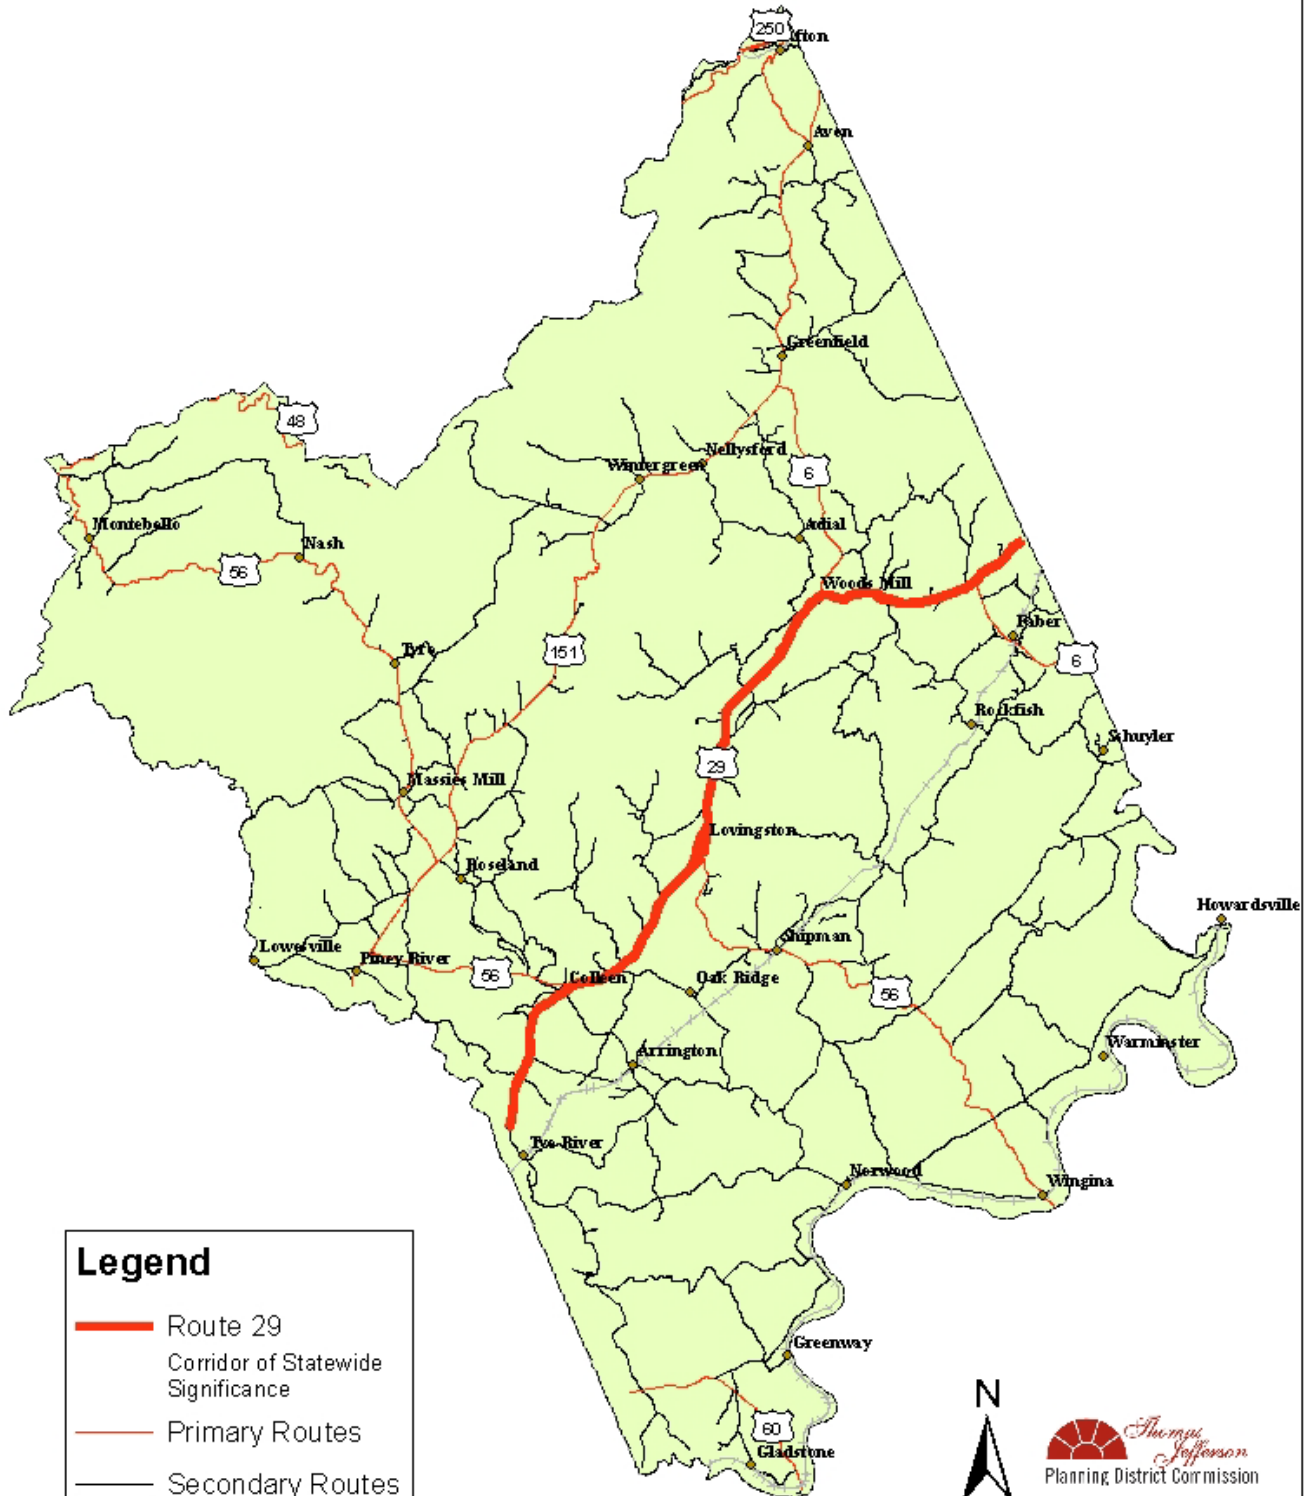 250
Afton
Avon
Greenfield
48
Nellysford
Wintergreen
6
Montebello
Adial
Nash
56
Woods Mill
Faber
Tyro
151
6
Rockfish
Schuyler
29
Massies Mill
Lovingston
Roseland
Howardsville
Shipman
Lowesville
Piney River
56
Colleen
Oak Ridge
56
Warminster
Arrington
Tye River
Norwood
Wingina
Legend
Route 29
Corridor of Statewide
Significance
Primary Routes
Secondary Routes
Greenway
60
Gladstone
N
Thomas
Jefferson
Planning District Commission